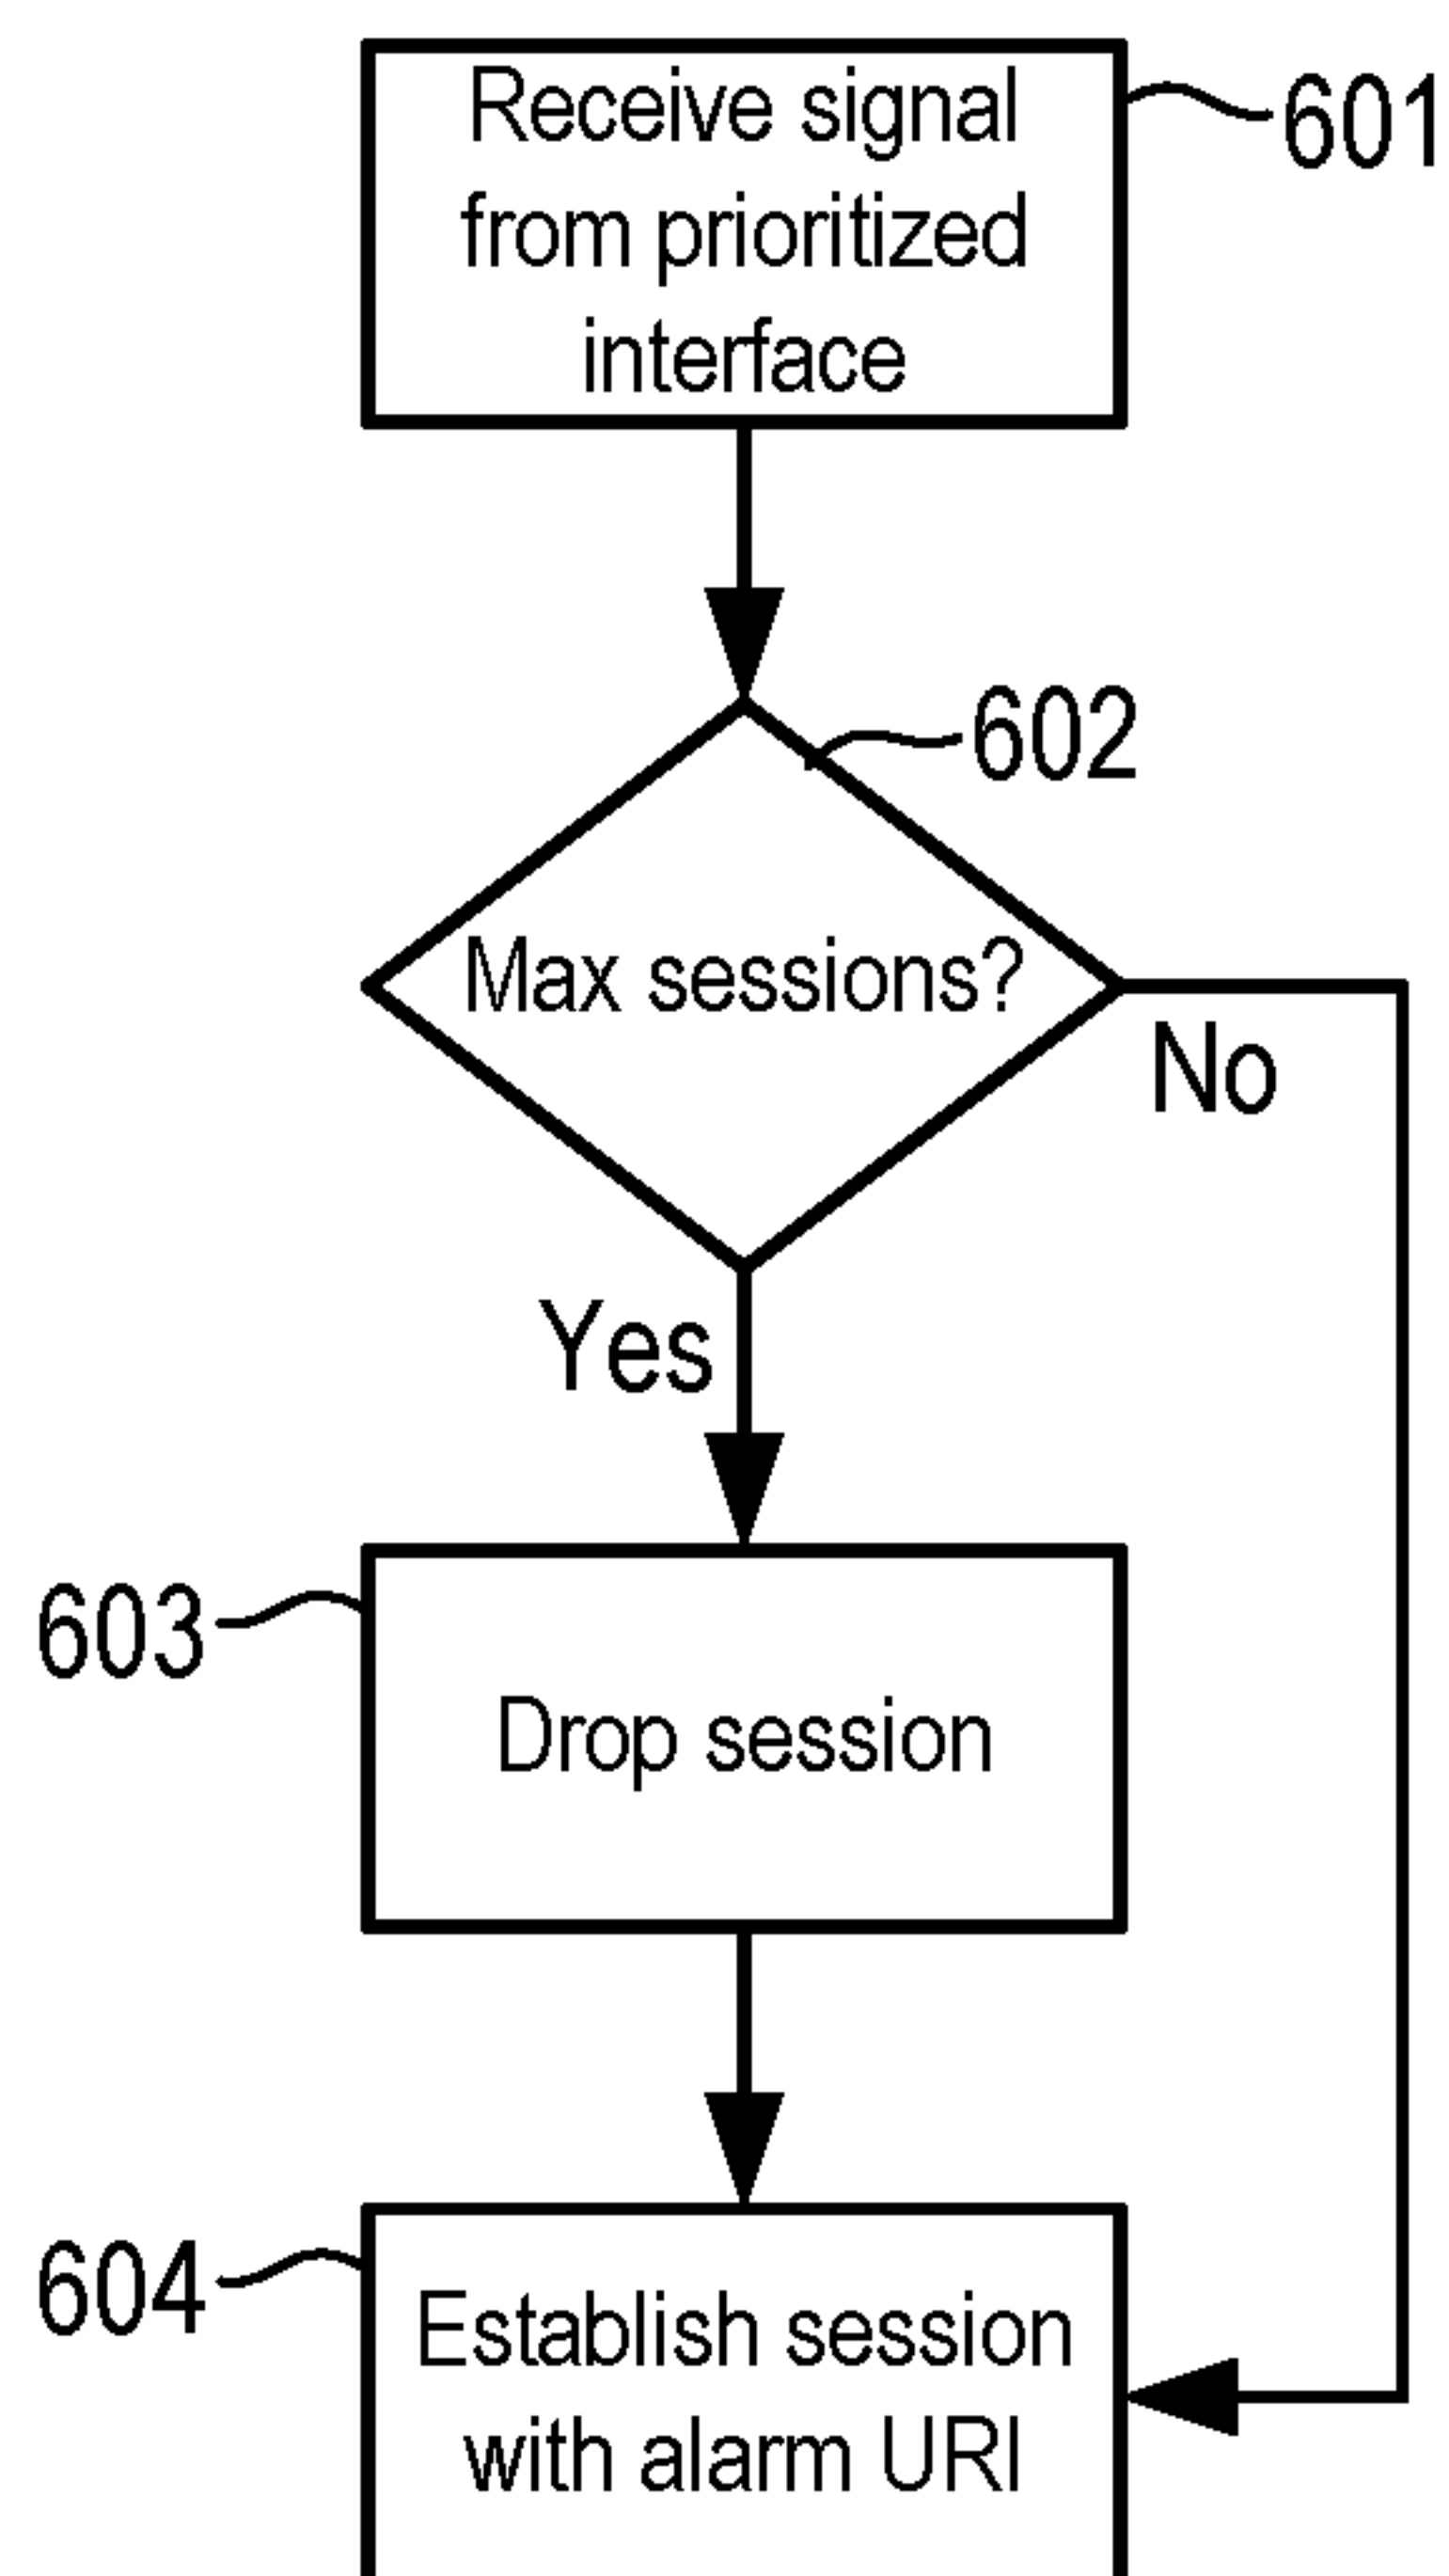 Receive signal
from prioritized
interface
601
602
Max sessions?
No
Yes
603
Drop session
604
Establish session
with alarm URI